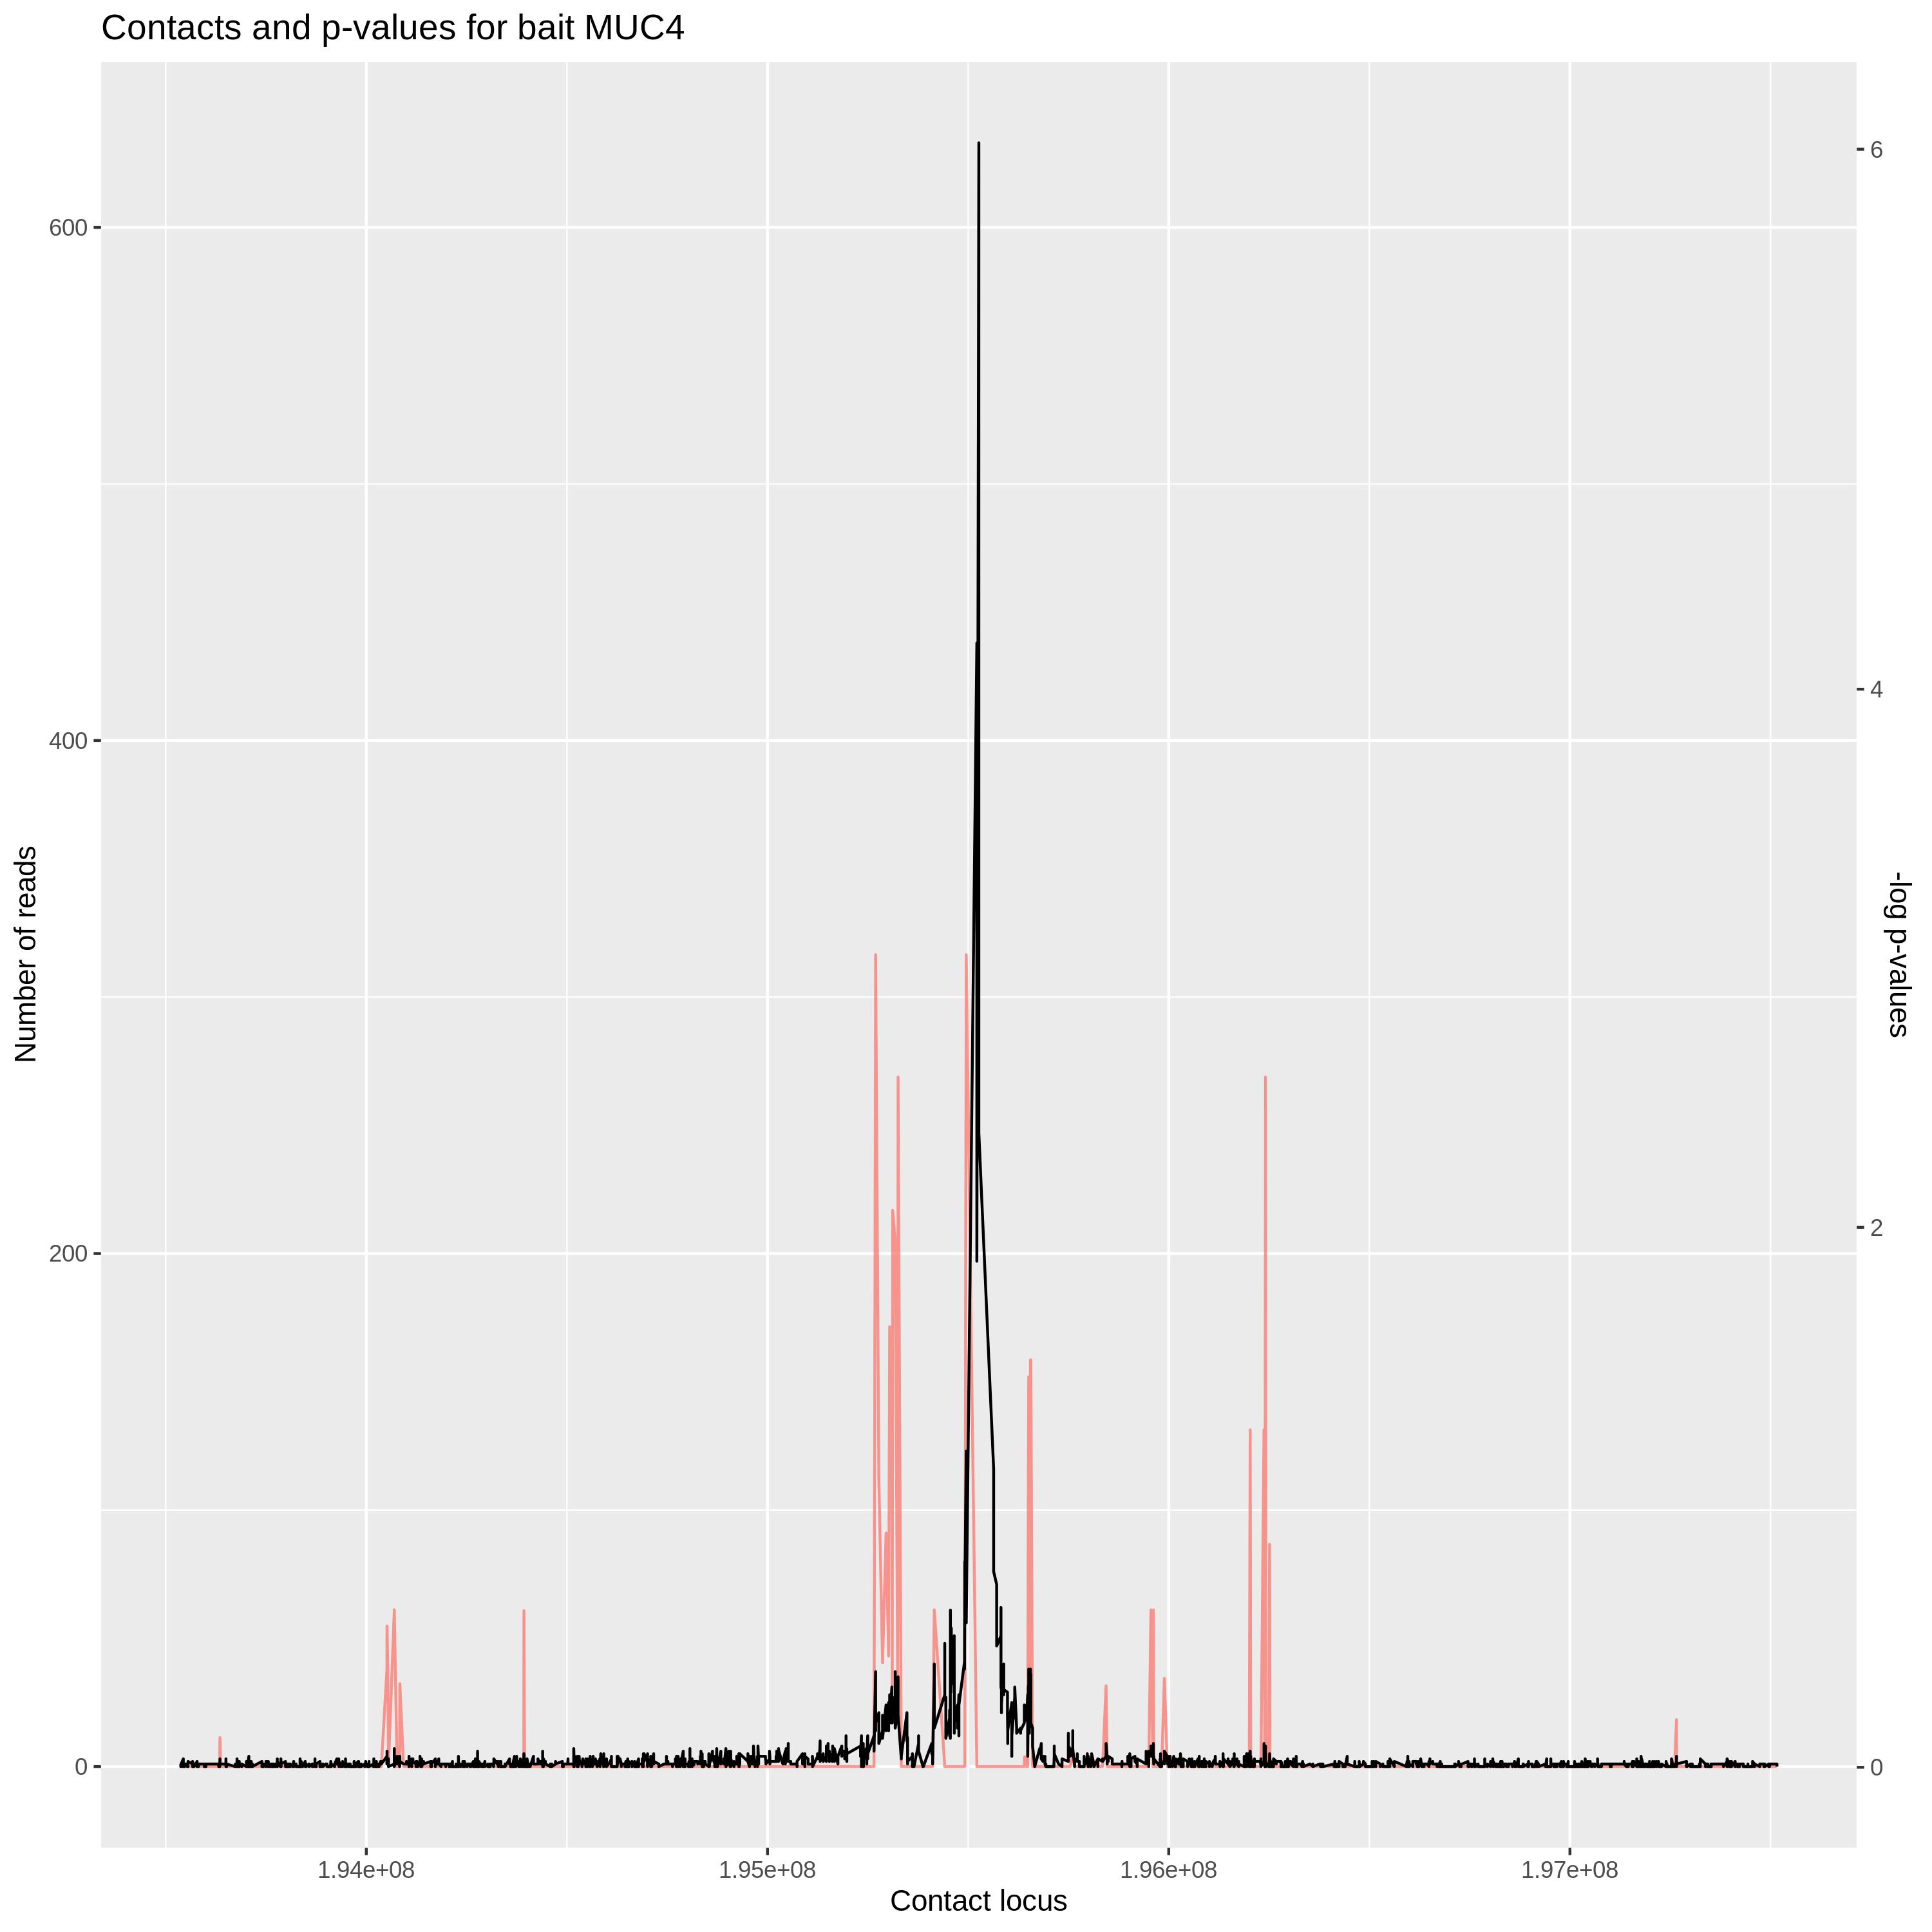 Contacts and p-values for bait MUC4
600
400
200
0
Number of reads
6
4
2
0
-log p-values
1.94e+08
1.95e+08
1.96e+08
1.97e+08
Contact locus